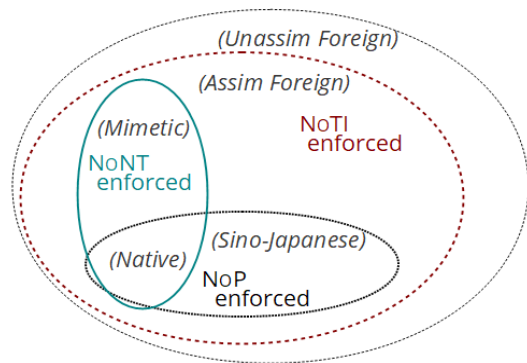 (Unassim Foreign)
(Assim Foreign)
(Mimetic)
NoTI
enforced
NoNT
enforced
(Sino-Japanese)
(Native)
NoP
enforced